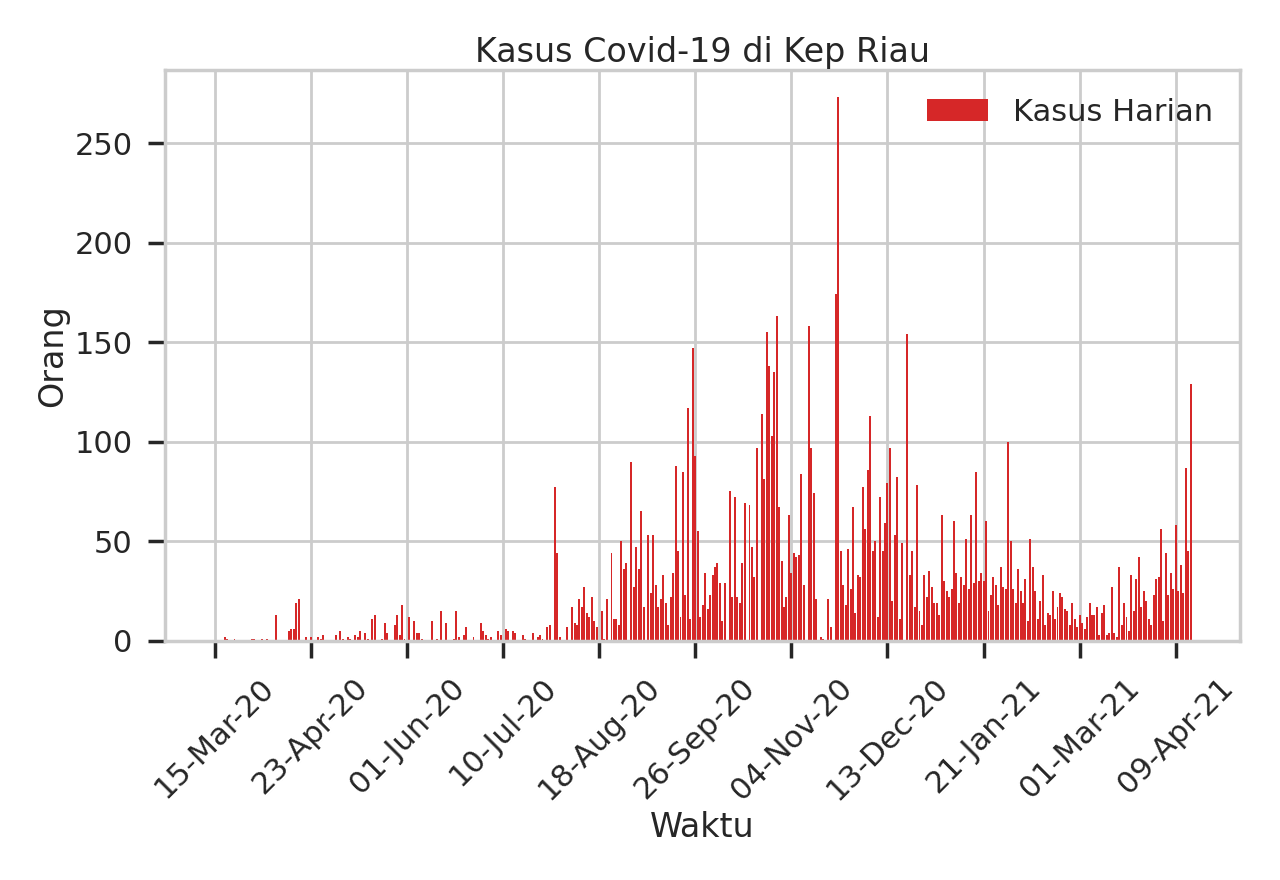 Kasus Covid-19 di Kep Riau
Kasus Harian
Orang
250
200
150
100
50
0
15-Mar-20
23-Apr-20
01-Jun-20
10-Jul-20
18-Aug-20
26-Sep-20
04-Nov-20
13-Dec-20
21-Jan-21
01-Mar-21
09-Apr-21
Waktu